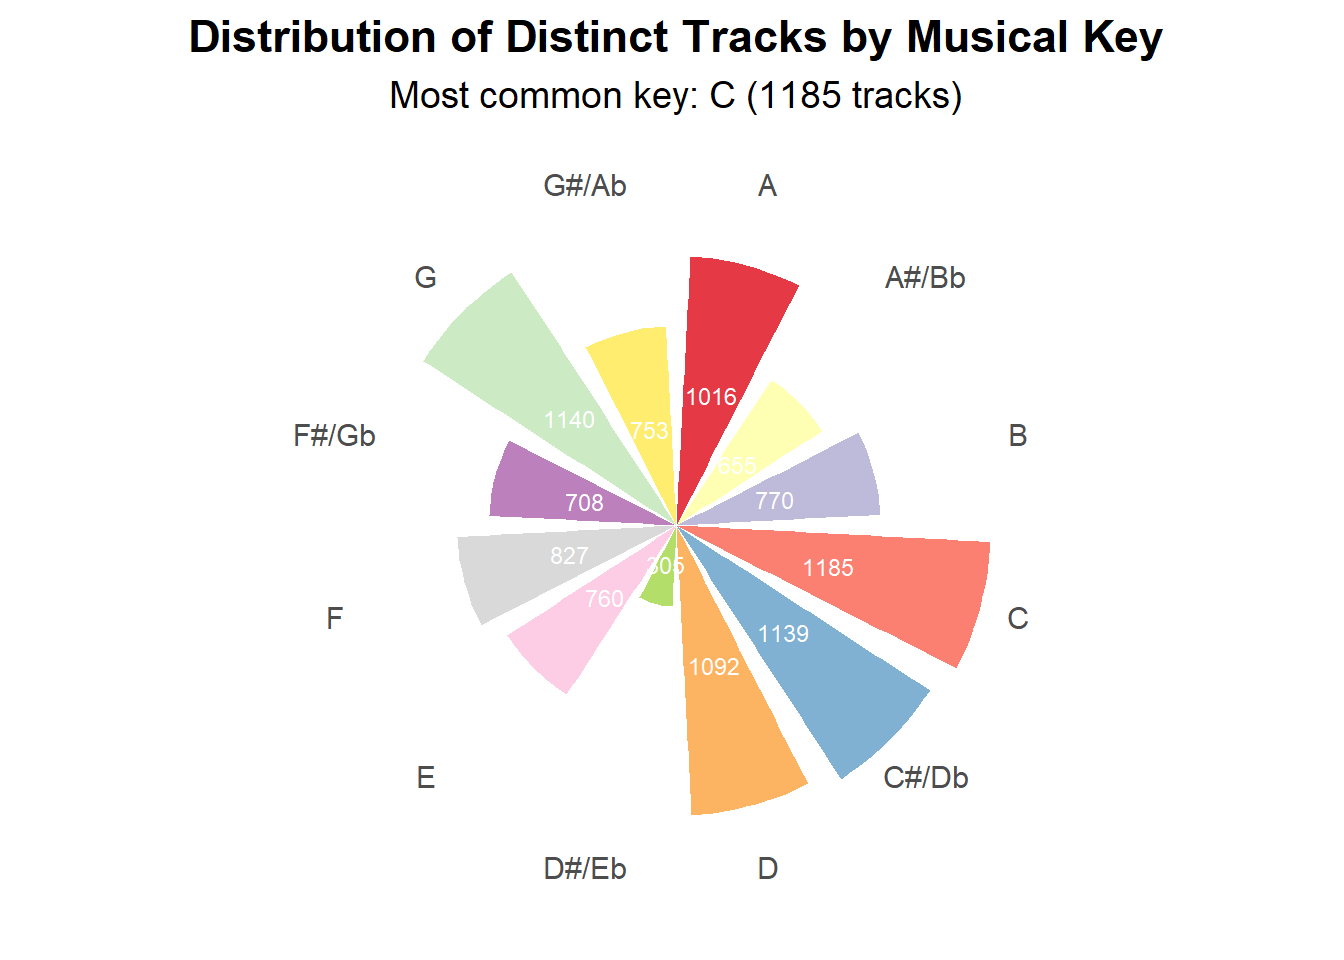 Distribution of Distinct Tracks by Musical Key
Most common key: C (1185 tracks)
G#/Ab
A
G
A#/Bb
1016
1140
753
F#/Gb
B
655
708
770
827
305
1185
760
F
C
1139
1092
E
C#/Db
D#/Eb
D